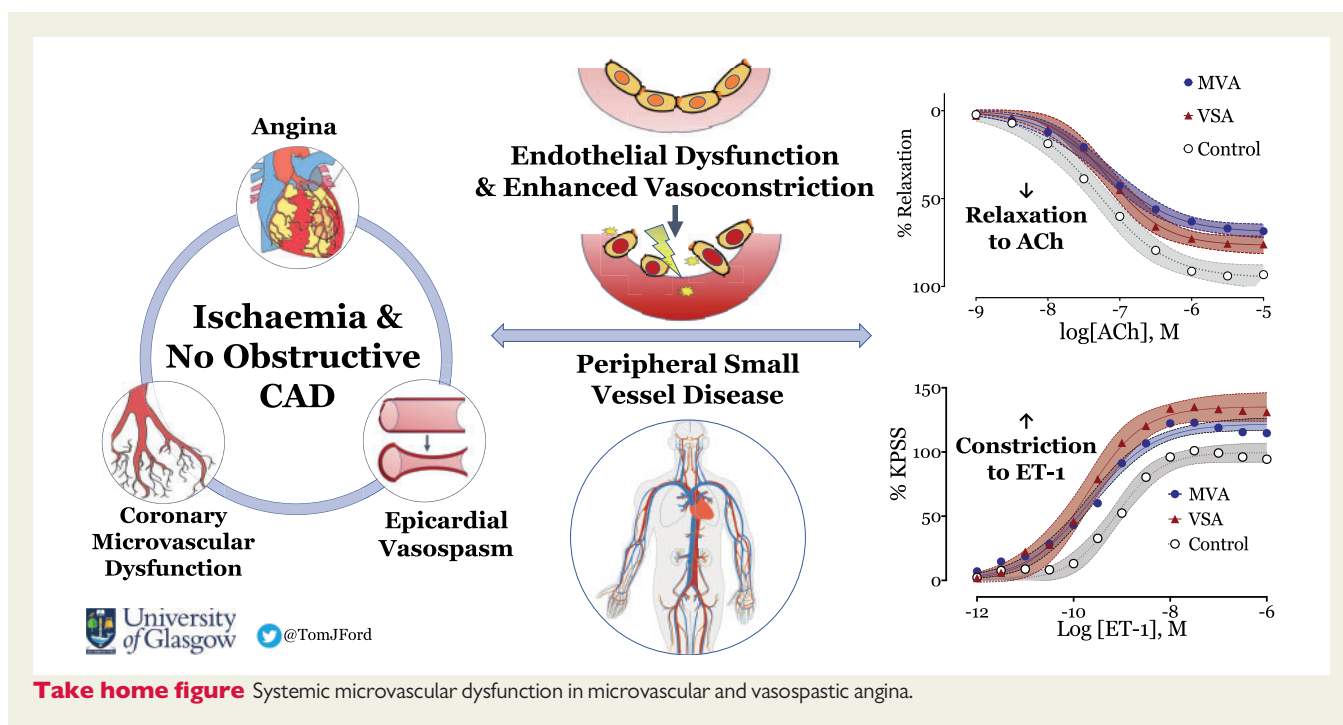 Angina
Ischaemia &
No Obstructive
CAD
Coronary
Microvascular
Dysfunction
Epicardial
Vasospasm
University
of Glasgow
@TomJFord
Endothelial Dysfunction
& Enhanced Vasoconstriction
Peripheral Small
Vessel Disease
MVA
VSA
Control
% Relaxation
0
50
100
↓
Relaxation
to ACh
-9 -8 -7 -6 -5
log[ACh], M
% KPSS
150
100
50
0
↑
Constriction
to ET-1
MVA
VSA
Control
-12 -10 -8 -6
Log [ET-1], M
Take home figure Systemic microvascular dysfunction in microvascular and vasospastic angina.